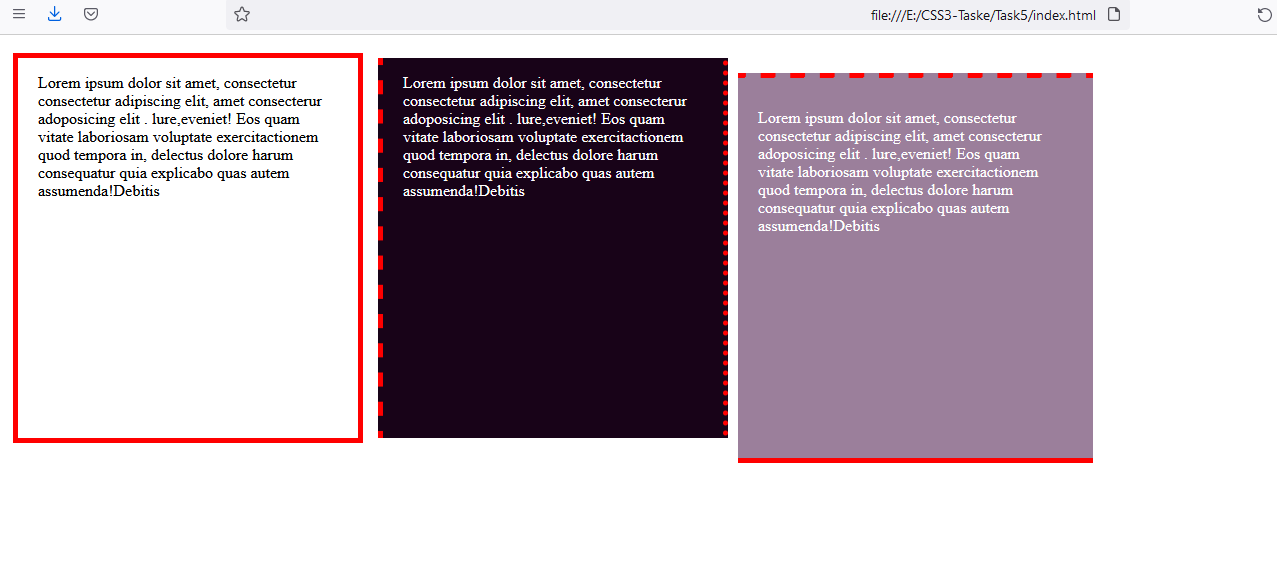 file:///E:/CSS3-Taske/Task5/index.html
Lorem ipsum dolor sit amet, consectetur
consectetur adipiscing elit, amet consecterur
adoposicing elit . lure,eveniet! Eos quam
vitate laboriosam voluptate exercitactionem
quod tempora in, delectus dolore harum
consequatur quia explicabo quas autem
assumenda!Debitis
Lorem ipsum dolor sit amet, consectetur
consectetur adipiscing elit, amet consecterur
adoposicing elit . lure,eveniet! Eos quam
vitate laboriosam voluptate exercitactionem
quod tempora in, delectus dolore harum
consequatur quia explicabo quas autem
assumenda!Debitis
Lorem ipsum dolor sit amet, consectetur
consectetur adipiscing elit, amet consecterur
adoposicing elit . lure,eveniet! Eos quam
vitate laboriosam voluptate exercitactionem
quod tempora in, delectus dolore harum
consequatur quia explicabo quas autem
assumenda!Debitis